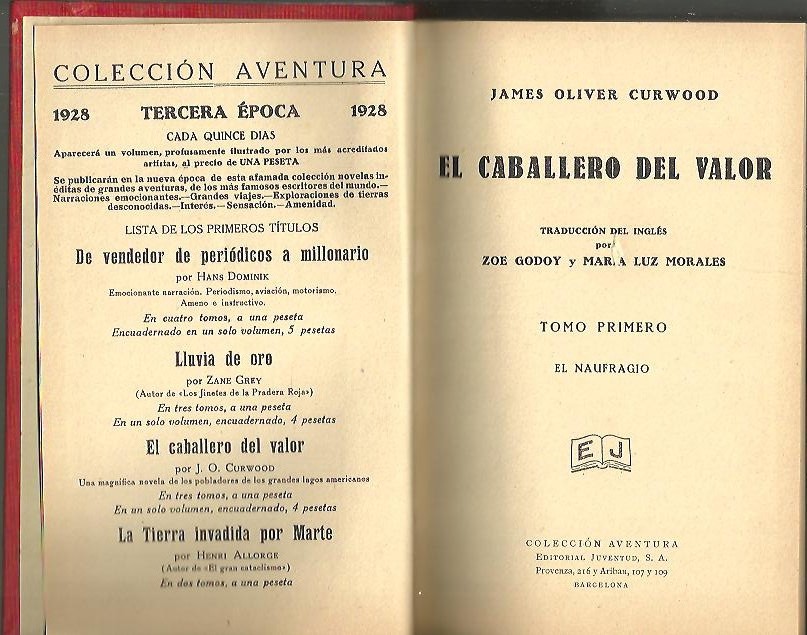 COLECCIÓN AVENTURA
1928 TERCERA ÉPOCA 1928
CADA QUINCE DIAS
Aparecerá un volumen, profusamente ilustrado por los más acreditados
artistas, al precio de UNA PESETA
Se publicarán en la nueva época de esta afamada colección novelas in-
éditas de grandes aventuras, de los más famosos escritores del mundo.—
Narraciones emocionantes.—Grandes viajes.—Exploraciones de tierras
desconocidas.—Interés.—Sensación.—Amenidad.
LISTA DE LOS PRIMEROS TÍTULOS
De vendedor de periódicos a millonario
por HANS DOMINIK
Emocionante narración. Periodismo, aviación, motorismo.
Ameno e instructivo.
En cuatro tomos, a una peseta
Encuadernado en un solo volumen, 5 pesetas
Lluvia de oro
por ZANE GREY
(Autor de «Los Jinetes de la Pradera Roja»)
En tres tomos, a una peseta
En un solo volumen, encuadernado, 4 pesetas
El caballero del valor
por J. O. CURWOOD
Una magnífica novela de los pobladores de los grandes lagos americanos
En tres tomos, a una peseta
En un solo volumen, encuadernado, 4 pesetas
La Tierra invadida por Marte
por HENRI ALLORGE
(Autor de «El gran cataclismo»)
En dos tomos, a una peseta
JAMES OLIVER CURWOOD
EL CABALLERO DEL VALOR
TRADUCCIÓN DEL INGLÉS
por
ZOE GODOY y MARIA LUZ MORALES
TOMO PRIMERO
EL NAUFRAGIO
E J
COLECCIÓN AVENTURA
EDITORIAL JUVENTUD, S. A.
Provenza, 216 y Aribau, 107 y 109
BARCELONA